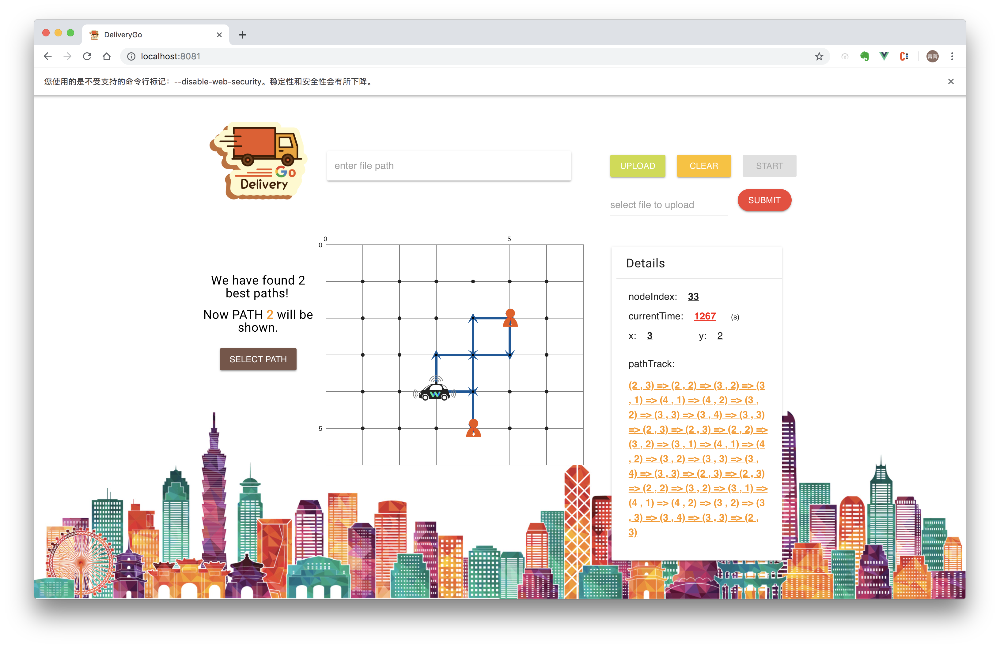 DeliveryGo
localhost:8081
菁菁
您使用的是不受支持的命令行标记：--disable-web-security。稳定性和安全性会有所下降。
Go
Delivery
enter file path
UPLOAD
CLEAR
START
select file to upload
SUBMIT
We have found 2
best paths!
Now PATH 2 will be
shown.
SELECT PATH
0
5
0
5
Details
nodeIndex: 33
currentTime: 1267 (s)
x: 3 y: 2
pathTrack:
(2 , 3) => (2 , 2) => (3 , 2) => (3
, 1) => (4 , 1) => (4 , 2) => (3 ,
2) => (3 , 3) => (3 , 4) => (3 , 3)
=> (2 , 3) => (2 , 3) => (2 , 2) =>
(3 , 2) => (3 , 1) => (4 , 1) => (4
, 2) => (3 , 2) => (3 , 3) => (3 ,
4) => (3 , 3) => (2 , 3) => (2 , 3)
=> (2 , 2) => (3 , 2) => (3 , 1) =>
(4 , 1) => (4 , 2) => (3 , 2) => (3
, 3) => (3 , 4) => (3 , 3) => (2 ,
3)